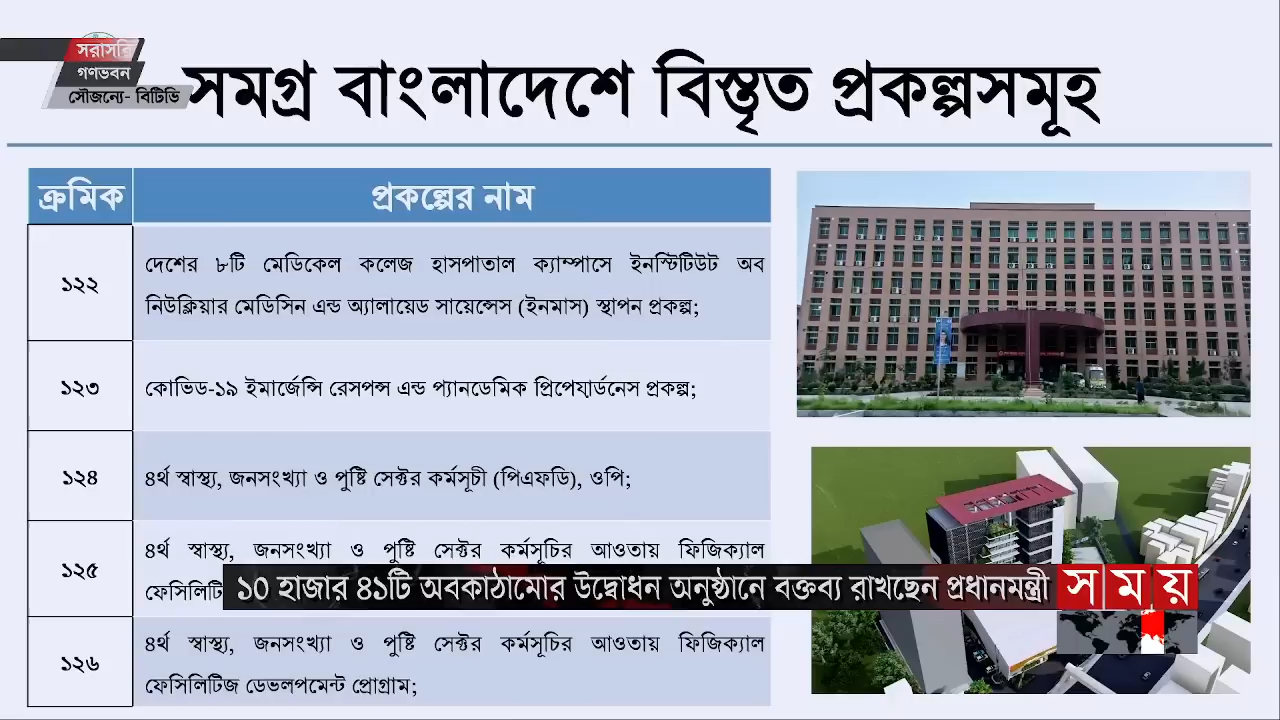 সরাসরি
গণভবন
সৌজন্যে- বিটিভি
সমগ্র বাংলাদেশে বিস্তৃত প্রকল্পসমূহ
ক্রমিক
প্রকল্পের নাম
১২২
দেশের ৮টি মেডিকেল কলেজ হাসপাতাল ক্যাম্পাসে ইনস্টিটিউট অব
নিউক্লিয়ার মেডিসিন এন্ড অ্যালায়েড সায়েন্সেস (ইনমাস) স্থাপন প্রকল্প;
১২৩
কোভিড-১৯ ইমার্জেন্সি রেসপন্স এন্ড প্যানডেমিক প্রিপেয়ার্ডনেস প্রকল্প;
১২৪
৪র্থ স্বাস্থ্য, জনসংখ্যা ও পুষ্টি সেক্টর কর্মসূচী (পিএফডি), ওপি;
১২৫
৪র্থ স্বাস্থ্য, জনসংখ্যা ও পুষ্টি সেক্টর কর্মসূচির আওতায় ফিজিক্যাল
ফেসিলিটি
১২৬
৪র্থ স্বাস্থ্য, জনসংখ্যা ও পুষ্টি সেক্টর কর্মসূচির আওতায় ফিজিক্যাল
ফেসিলিটিজ ডেভলপমেন্ট প্রোগ্রাম;
১০ হাজার ৪১টি অবকাঠামোর উদ্বোধন অনুষ্ঠানে বক্তব্য রাখছেন প্রধানমন্ত্রী
সময়